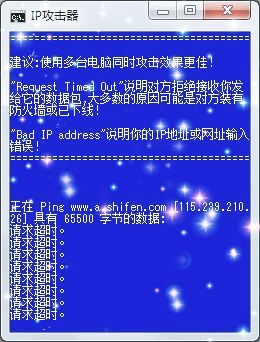 IP攻击器
==================================
建议:使用多台电脑同时攻击效果更佳!
"Request Timed Out"说明对方拒绝接收你发
给它的数据包,大多数的原因可能是对方装有
防火墙或已下线!
"Bad IP address"说明你的IP地址或网址输入
错误!
==================================
正在 Ping www.a.shifen.com [115.239.210.
26] 具有 65500 字节的数据:
请求超时。
请求超时。
请求超时。
请求超时。
请求超时。
请求超时。
请求超时。
请求超时。